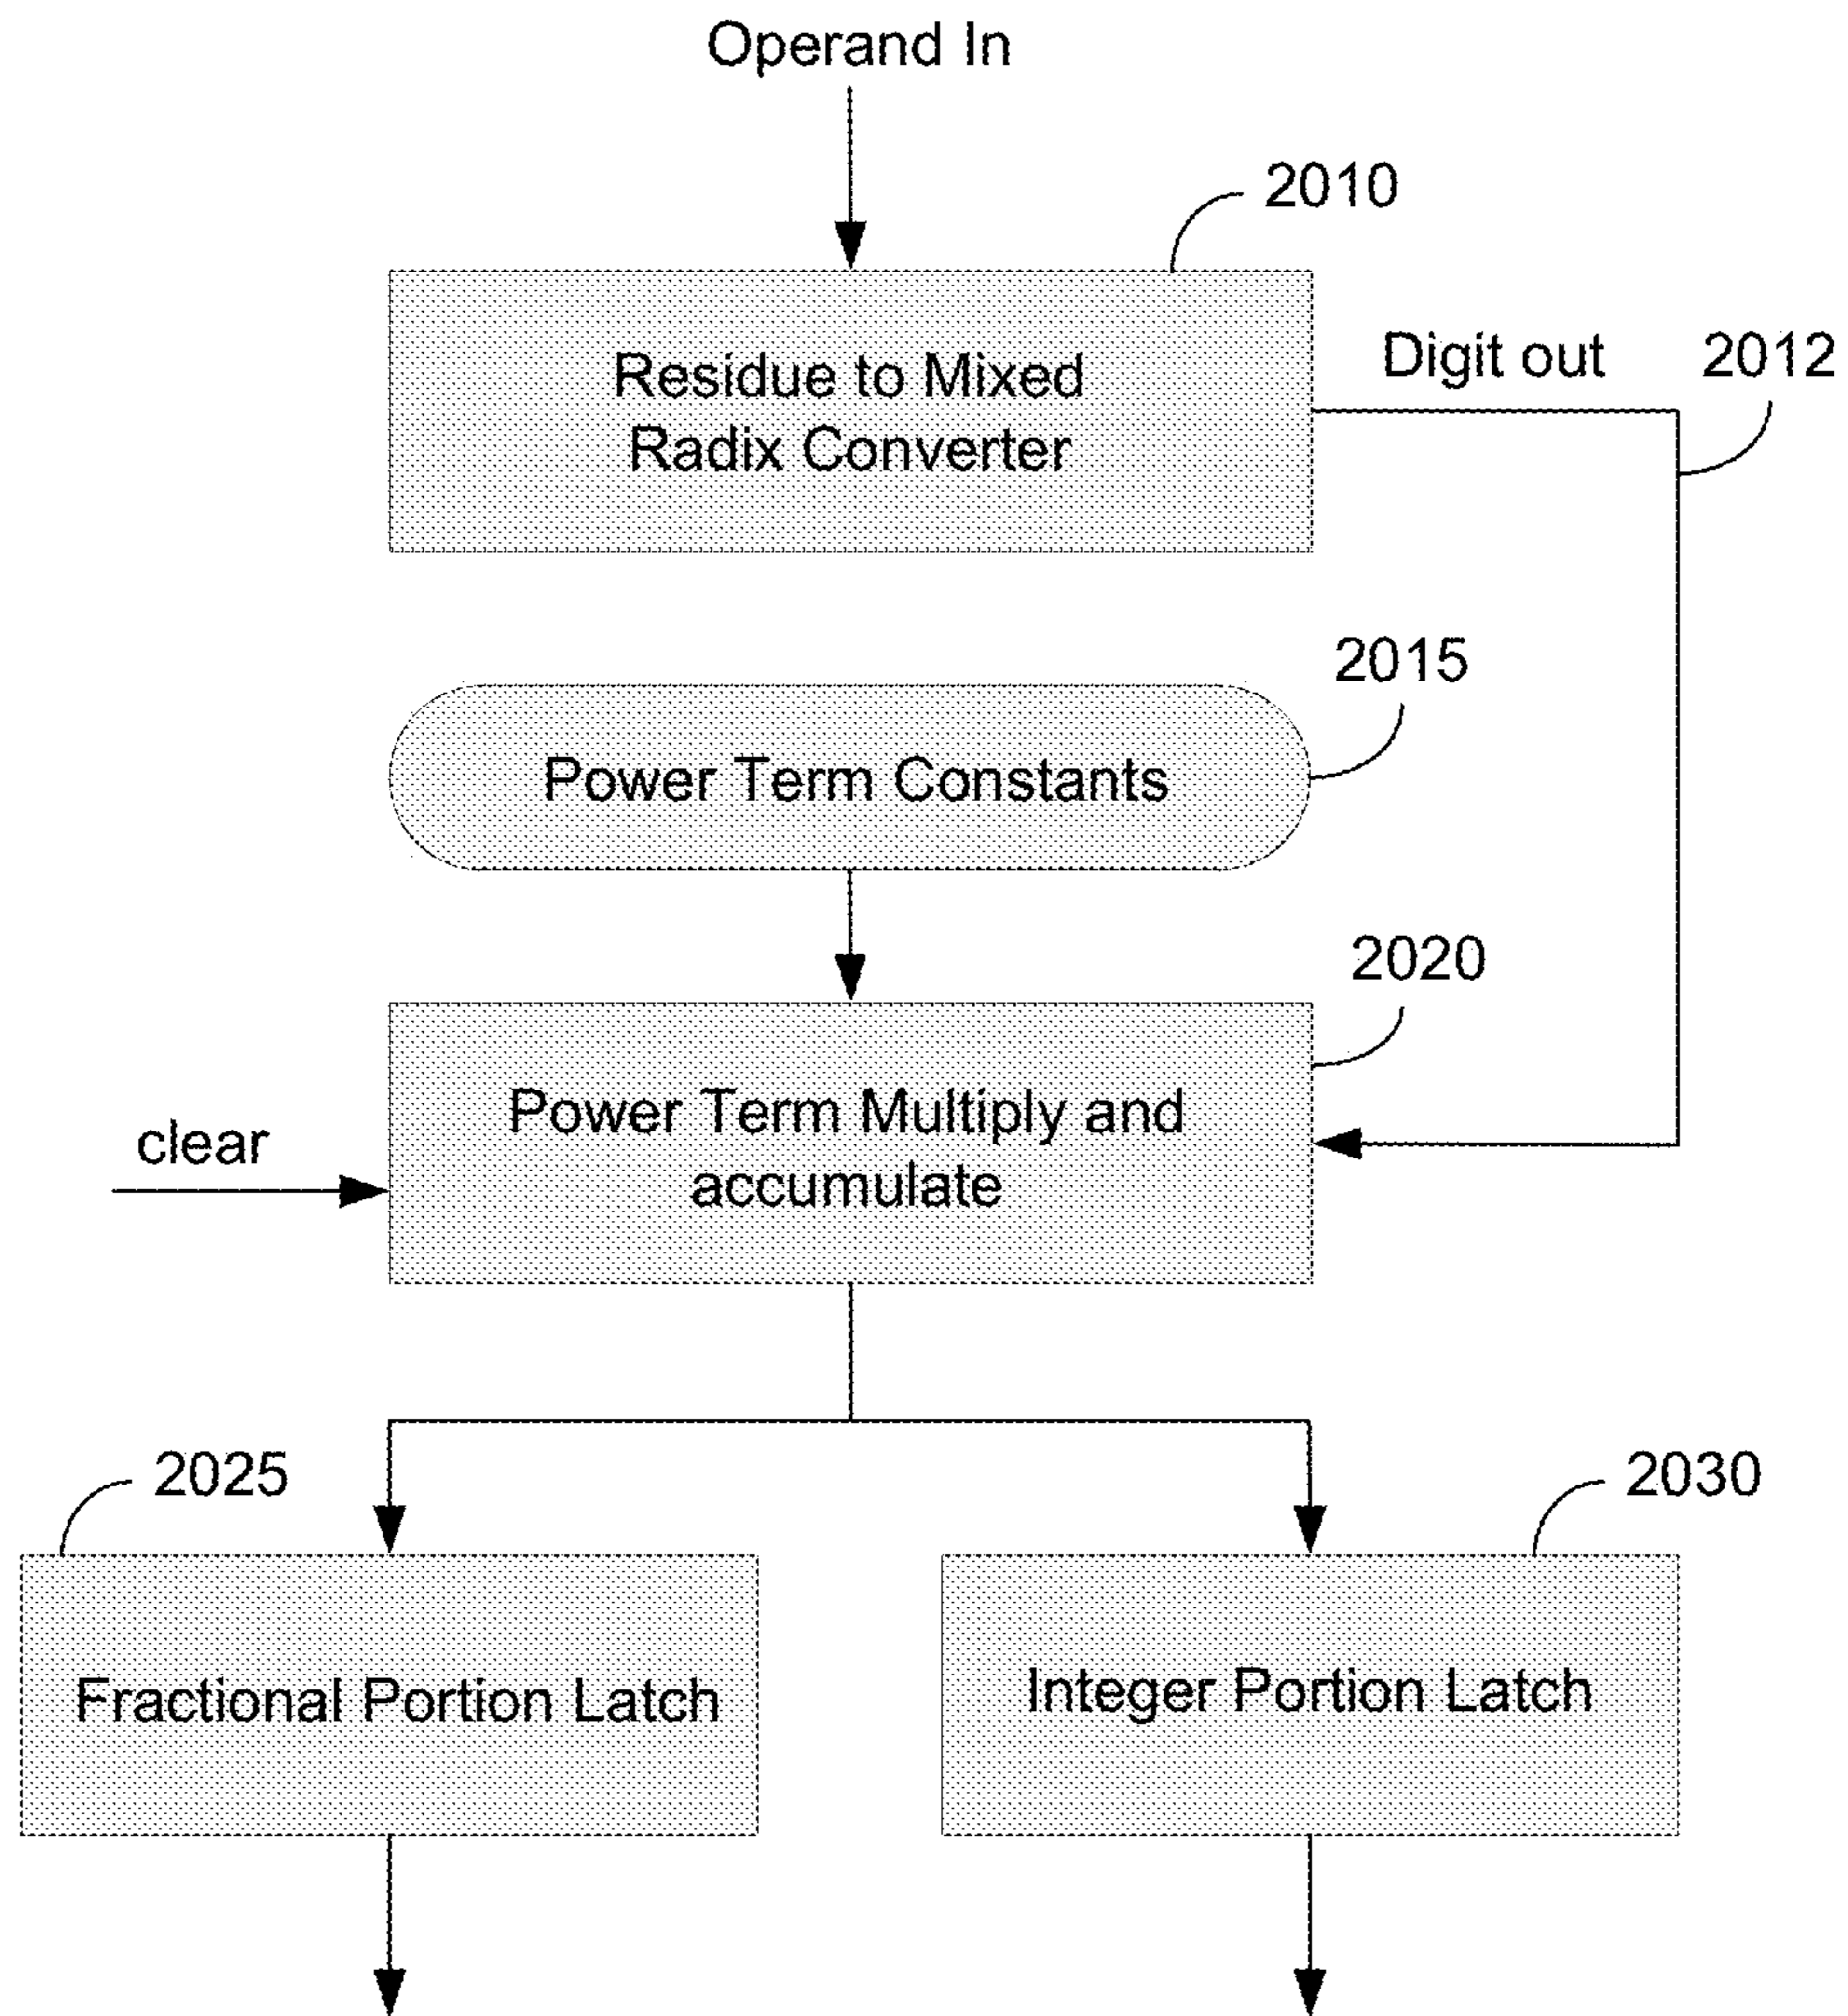 Operand In
2010
Residue to Mixed
Radix Converter
Digit out
2012
2015
Power Term Constants
2020
Power Term Multiply and
accumulate
clear
2025
2030
Fractional Portion Latch
Integer Portion Latch